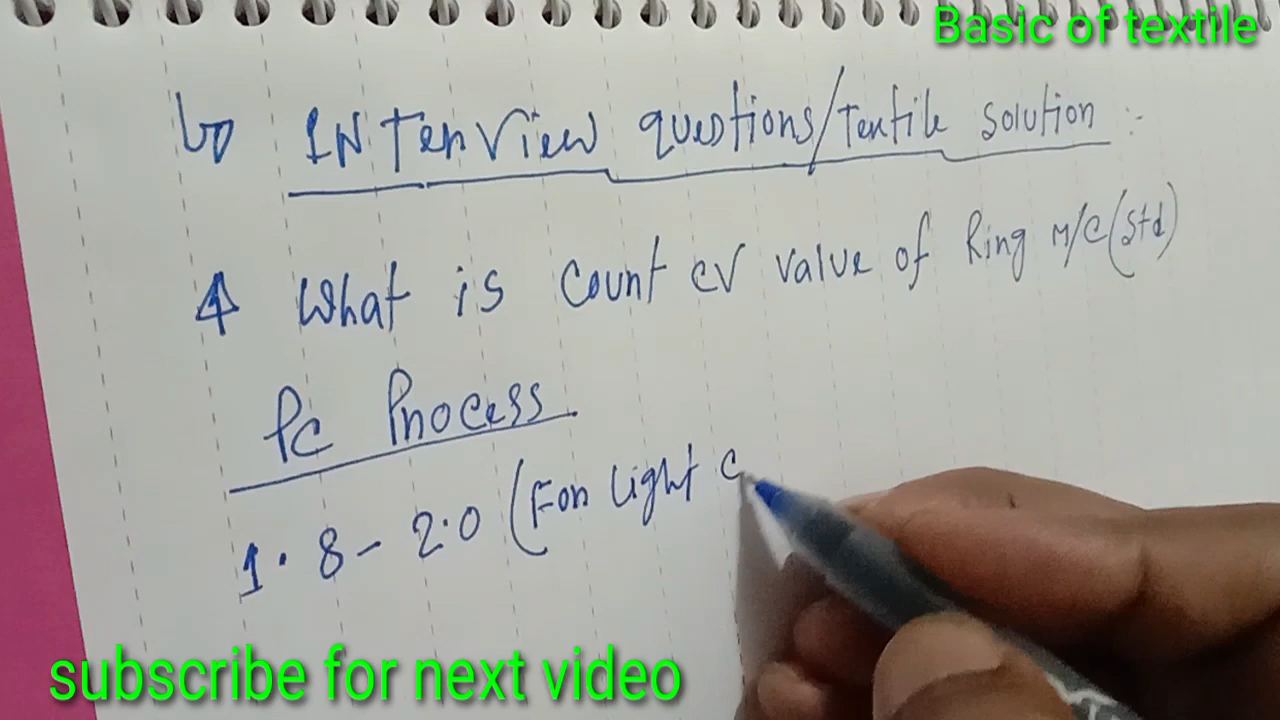 Basic of textile
INTerView questions/Textile solution :-
What is Count CV value of Ring M/C (Std)
PC Process
1.8 - 2.0 (For light C
subscribe for next video